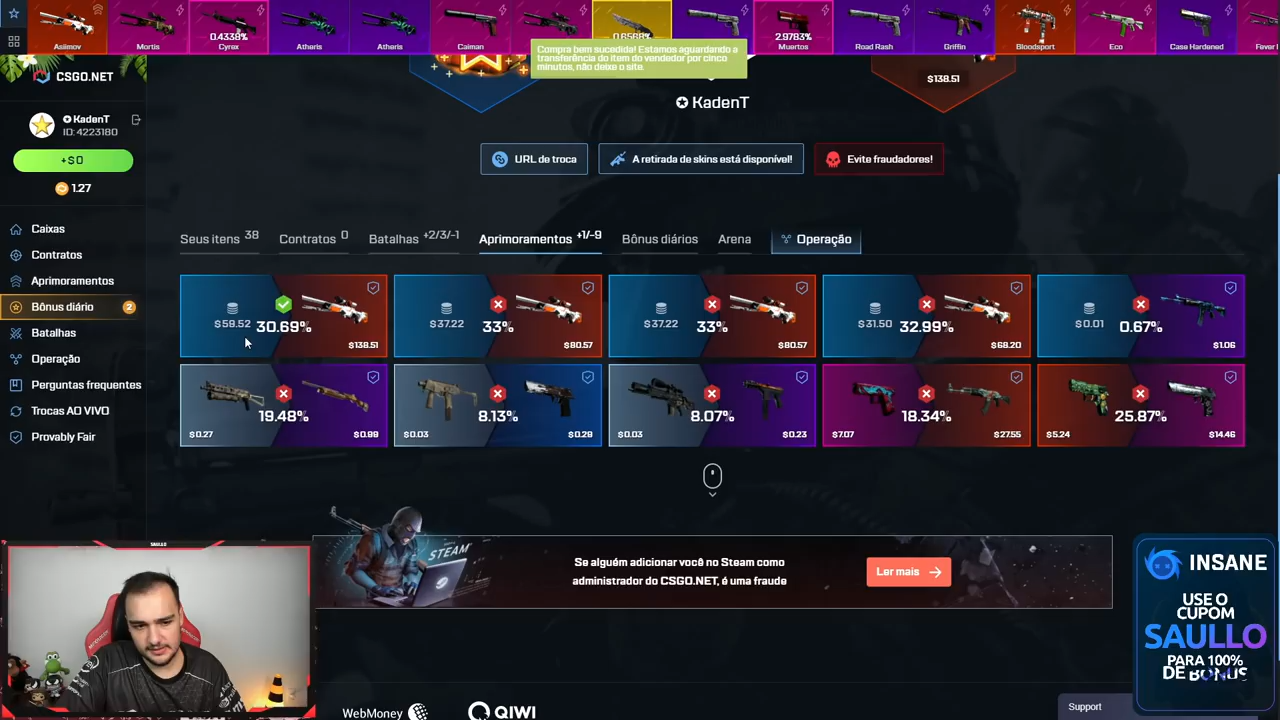 Asiimov
Mortis
0.4338%
Cyrex
Atheris
Atheris
Caiman
0.6568%
2.9783%
Muertos
Road Rash
Griffin
Bloodsport
Eco
Case Hardened
Compra bem sucedida! Estamos aguardando a
transferência do item do vendedor por cinco
minutos, não deixe o site.
CSGO.NET
$138.51
KadenT
KadenT
ID: 4223180
+$0
1.27
URL de troca
A retirada de skins está disponível!
Evite fraudadores!
Caixas
Contratos
Aprimoramentos
Bônus diário 2
Batalhas
Operação
Perguntas frequentes
Trocas AO VIVO
Provably Fair
Seus itens 38
Contratos 0
Batalhas +2/3/-1
Aprimoramentos +1/-9
Bônus diários
Arena
Operação
$59.52
30.69%
$138.51
$37.22
33%
$80.57
$37.22
33%
$80.57
$31.50
32.99%
$68.20
$0.01
0.67%
$1.06
19.48%
$0.27
$0.99
8.13%
$0.03
$0.29
8.07%
$0.03
$0.23
18.34%
$7.07
$27.55
25.87%
$5.24
$14.46
STEAM
Se alguém adicionar você no Steam como
administrador do CSGO.NET, é uma fraude
Ler mais
SAULLO
INSANE
USE O
CUPOM
SAULLO
PARA 100%
DE BONUS
WebMoney
QIWI
Support